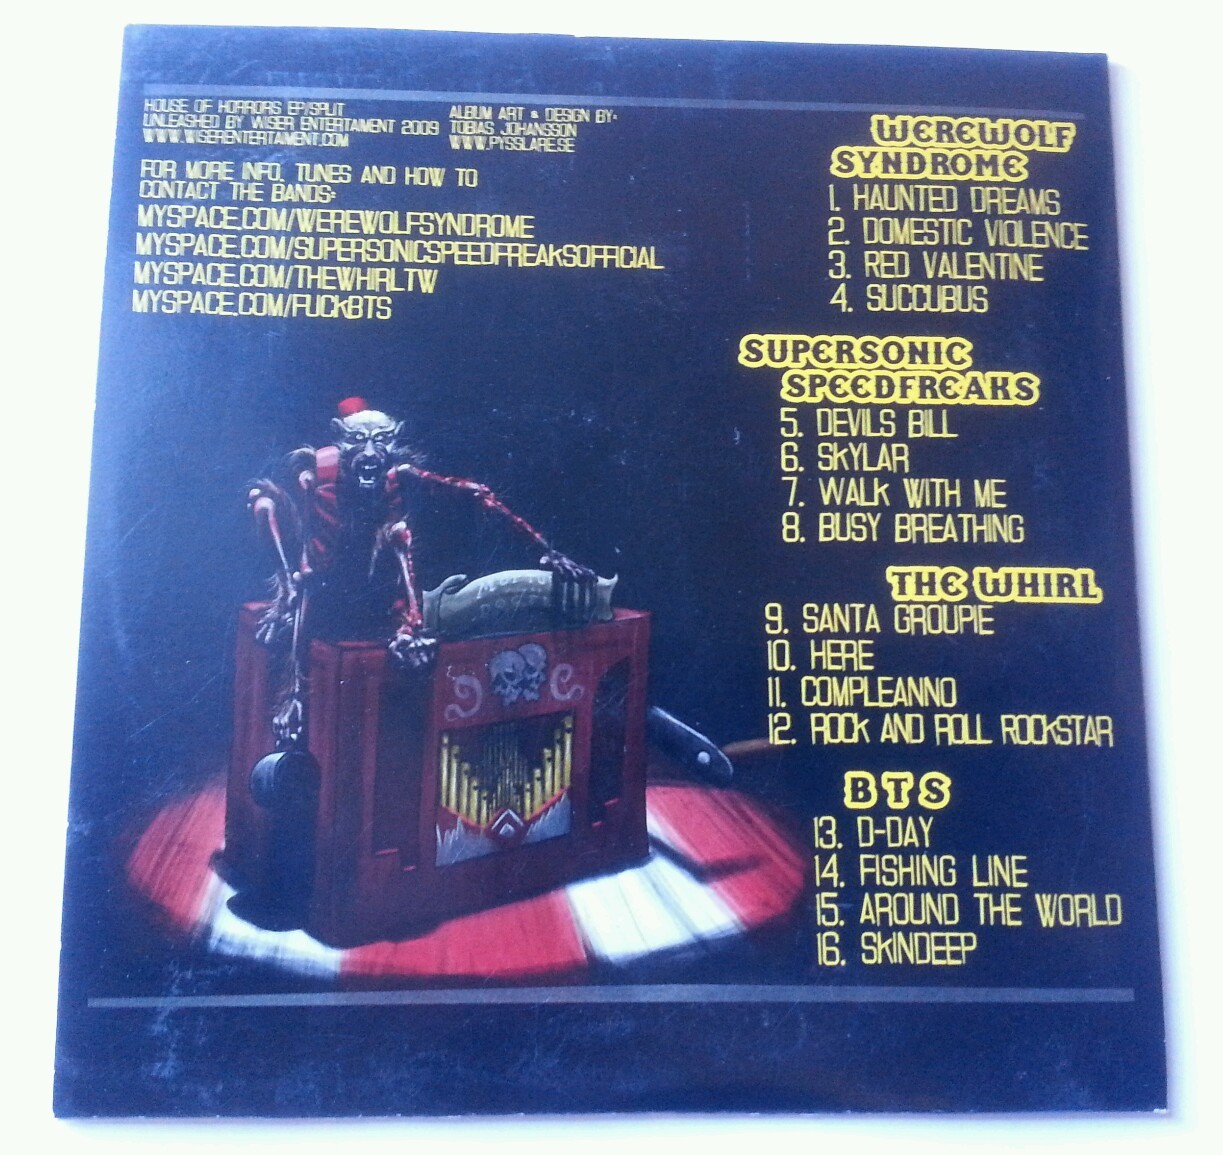 HOUSE OF HORRORS EP/SPLIT
UNLEASHED BY WISER ENTERTAMENT 2009
WWW.WISERENTERTAMENT.COM
ALBUM ART & DESIGN BY:
TOBIAS JOHANSSON
WWW.PYSSLARE.SE
FOR MORE INFO, TUNES AND HOW TO
CONTACT THE BANDS:
MYSPACE.COM/WEREWOLFSYNDROME
MYSPACE.COM/SUPERSONICSPEEDFREAKSOFFICIAL
MYSPACE.COM/THEWHIRLTW
MYSPACE.COM/FUCKBTS
WEREWOLF
SYNDROME
1. HAUNTED DREAMS
2. DOMESTIC VIOLENCE
3. RED VALENTINE
4. SUCCUBUS
SUPERSONIC
SPEEDFREAKS
5. DEVILS BILL
6. SKYLAR
7. WALK WITH ME
8. BUSY BREATHING
THE WHIRL
9. SANTA GROUPIE
10. HERE
11. COMPLEANNO
12. ROCK AND ROLL ROCKSTAR
BTS
13. D-DAY
14. FISHING LINE
15. AROUND THE WORLD
16. SKINDEEP